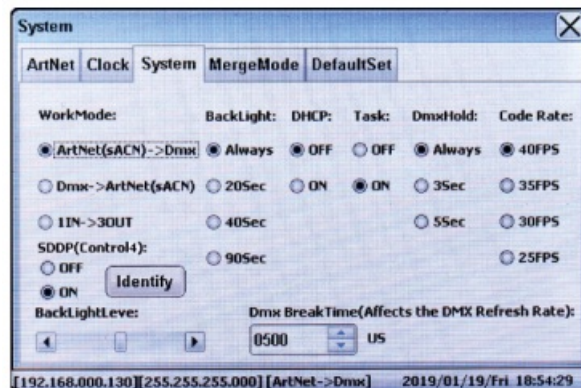 System
ArtNet Clock System MergeMode DefaultSet
WorkMode: BackLight: DHCP: Task: DmxHold: Code Rate:
ArtNet(sACN)->Dmx Always OFF OFF Always 40FPS
Dmx->ArtNet(sACN) 20Sec ON ON 3Sec 35FPS
1IN->3OUT 40Sec 5Sec 30FPS
SDDP(Control4):
OFF 90Sec 25FPS
Identify
ON
BackLightLeve: Dmx BreakTime(Affects the DMX Refresh Rate):
0500 US
[192.168.000.130][255.255.255.000][ArtNet->Dmx] 2019/01/19/Fri 18:54:29